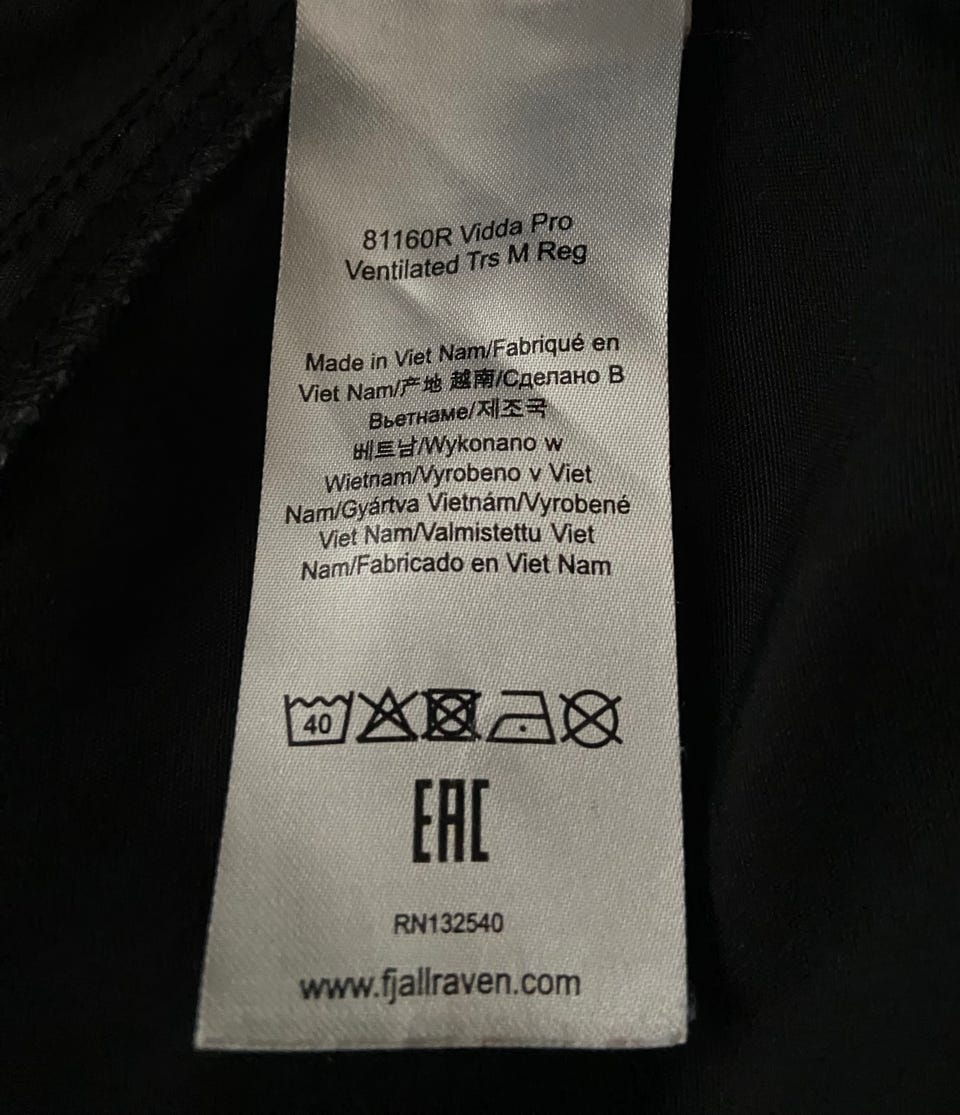 81160R Vidda Pro
Ventilated Trs M Reg
Made in Viet Nam/Fabriqué en
Viet Nam/产地 越南/Сделано В
Вьетнаме/제조국
베트남/Wykonano w
Wietnam/Vyrobeno v Viet
Nam/Gyártva Vietnám/Vyrobené
Viet Nam/Valmistettu Viet
Nam/Fabricado en Viet Nam
40
EAC
RN132540
www.fjallraven.com